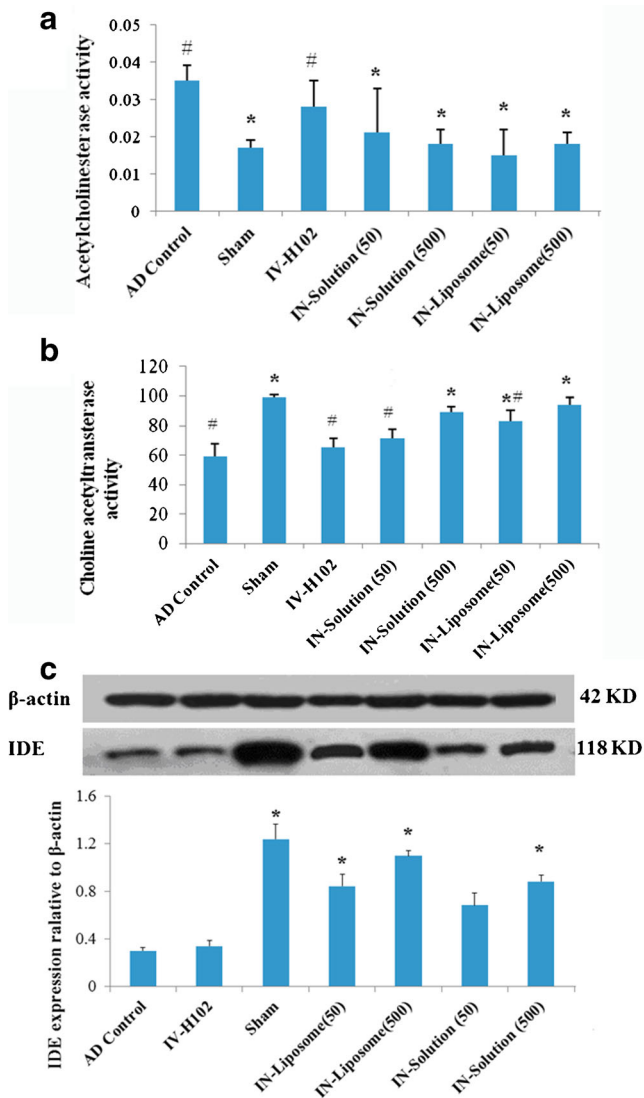 a
Acetylcholinesterase activity
0.05
0.04
0.03
0.02
0.01
0
#
*
#
*
*
*
*
AD Control
Sham
IV-H102
IN-Solution (50)
IN-Solution (500)
IN-Liposome(50)
IN-Liposome(500)
b
Choline acetyltransterase
activity
120
100
80
60
40
20
0
#
*
#
#
*
*#
*
AD Control
Sham
IV-H102
IN-Solution (50)
IN-Solution (500)
IN-Liposome(50)
IN-Liposome(500)
c
β-actin
42 KD
IDE
118 KD
IDE expression ralative to β-actin
1.6
1.2
0.8
0.4
0
*
*
*
*
AD Control
IV-H102
Sham
IN-Liposome(50)
IN-Liposome(500)
IN-Solution (50)
IN-Solution (500)